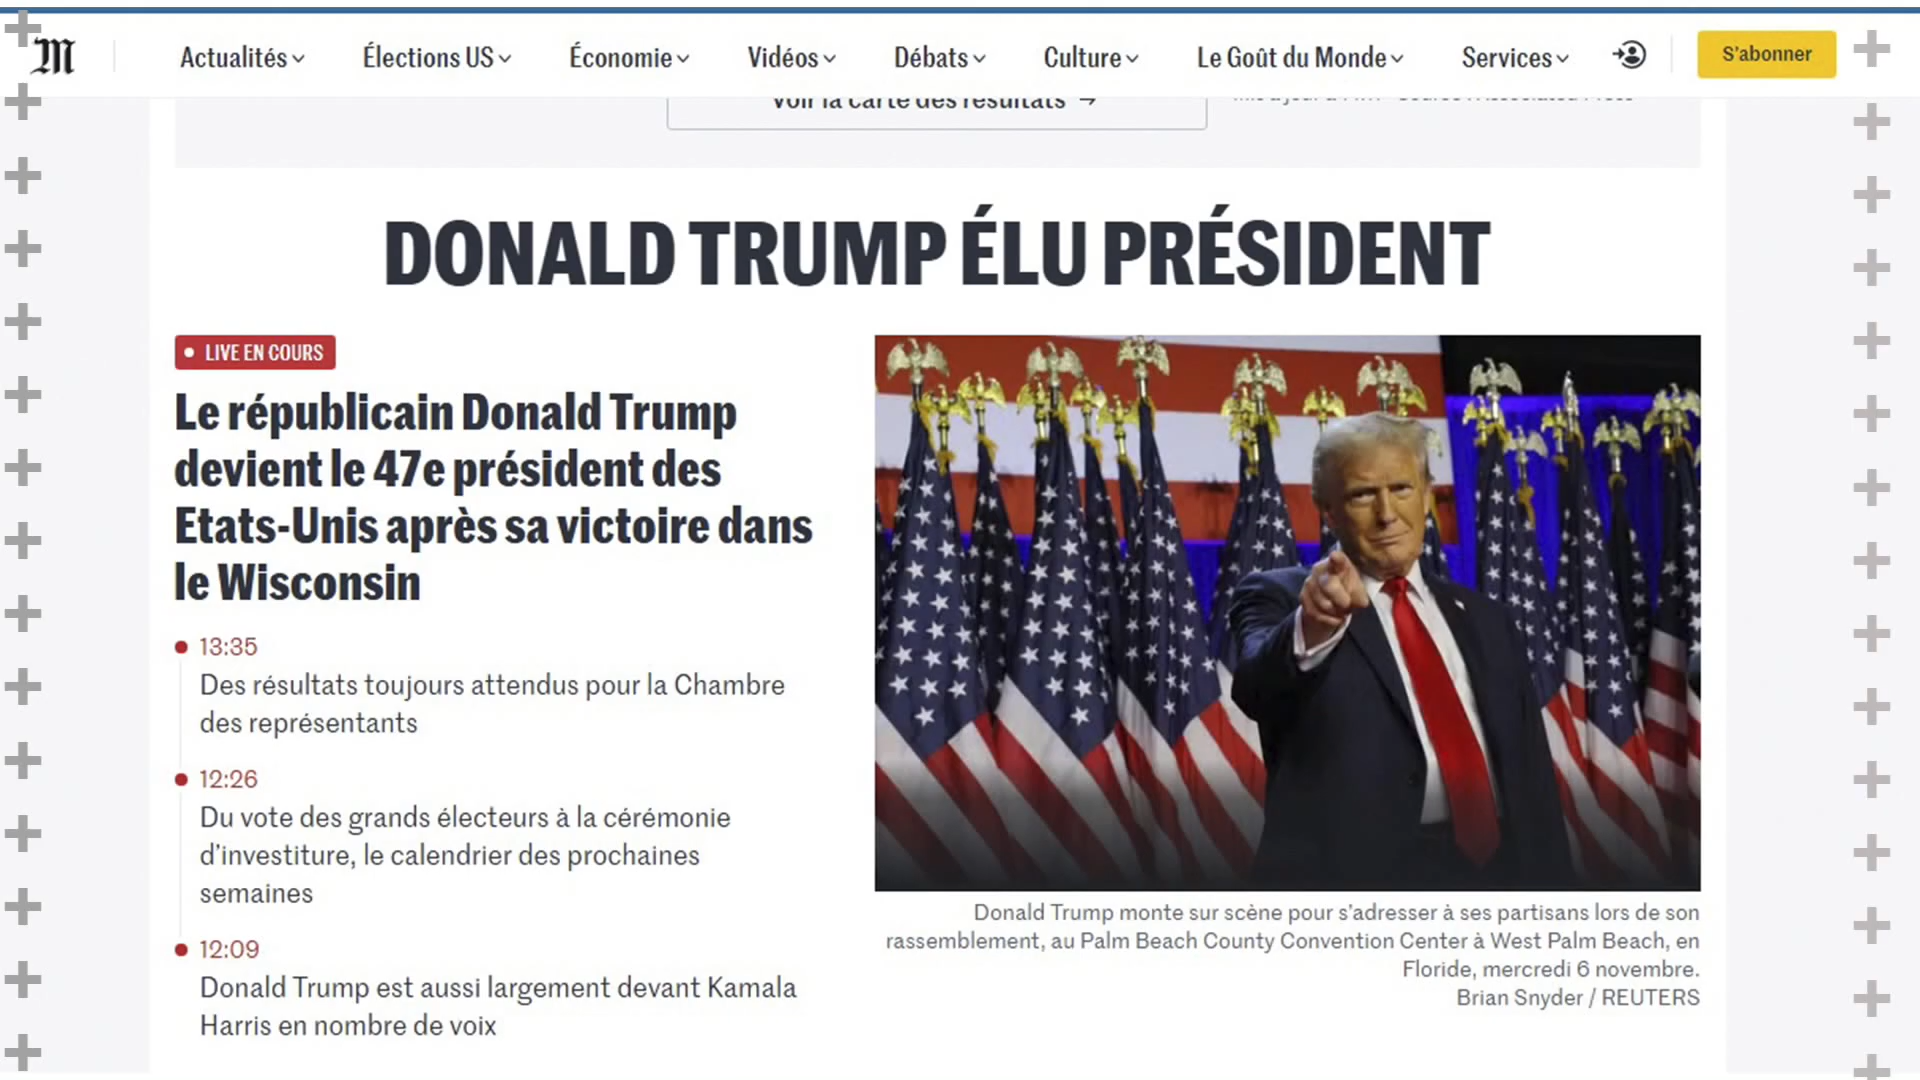 M
Actualités
Élections US
Économie
Vidéos
Débats
Culture
Le Goût du Monde
Services
S'abonner
Voir la carte des résultats →
DONALD TRUMP ÉLU PRÉSIDENT
LIVE EN COURS
Le républicain Donald Trump
devient le 47e président des
Etats-Unis après sa victoire dans
le Wisconsin
13:35
Des résultats toujours attendus pour la Chambre
des représentants
12:26
Du vote des grands électeurs à la cérémonie
d'investiture, le calendrier des prochaines
semaines
12:09
Donald Trump est aussi largement devant Kamala
Harris en nombre de voix
Donald Trump monte sur scène pour s'adresser à ses partisans lors de son
rassemblement, au Palm Beach County Convention Center à West Palm Beach, en
Floride, mercredi 6 novembre.
Brian Snyder / REUTERS